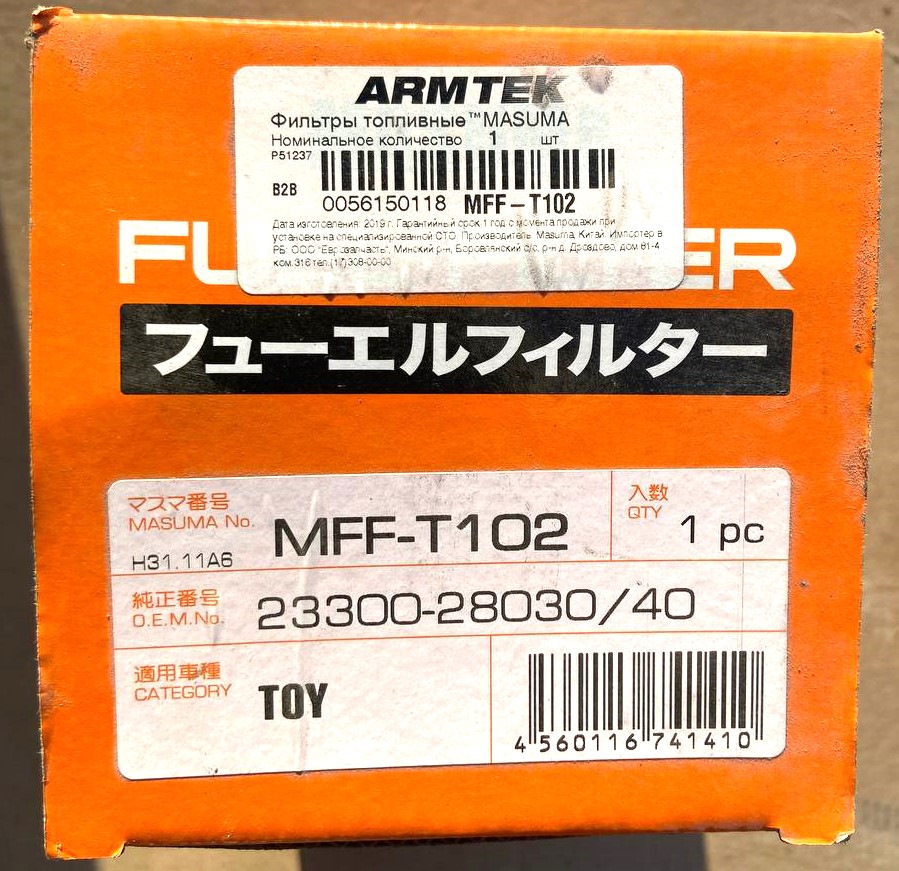 ARMTEK
Фильтры топливные™MASUMA
Номинальное количество 1 шт
P51237
B2B
0056150118 MFF-T102
Дата изготовления: 2019 г. Гарантийный срок 1 год с момента продажи при
установке на специализированной СТО. Производитель: Masuma, Китай. Импортер в
РБ: ООО "Еврозапчасть", Минский р-н, Боровлянский с/с, р-н д. Дроздово, дом 61-4
ком.316 тел.(17)308-00-00
FU ER
フューエルフィルター
マスマ番号
MASUMA No.
H31.11A6
MFF-T102
入数
QTY
1 pc
純正番号
O.E.M.No.
23300-28030/40
適用車種
CATEGORY
TOY
4 560116 741410